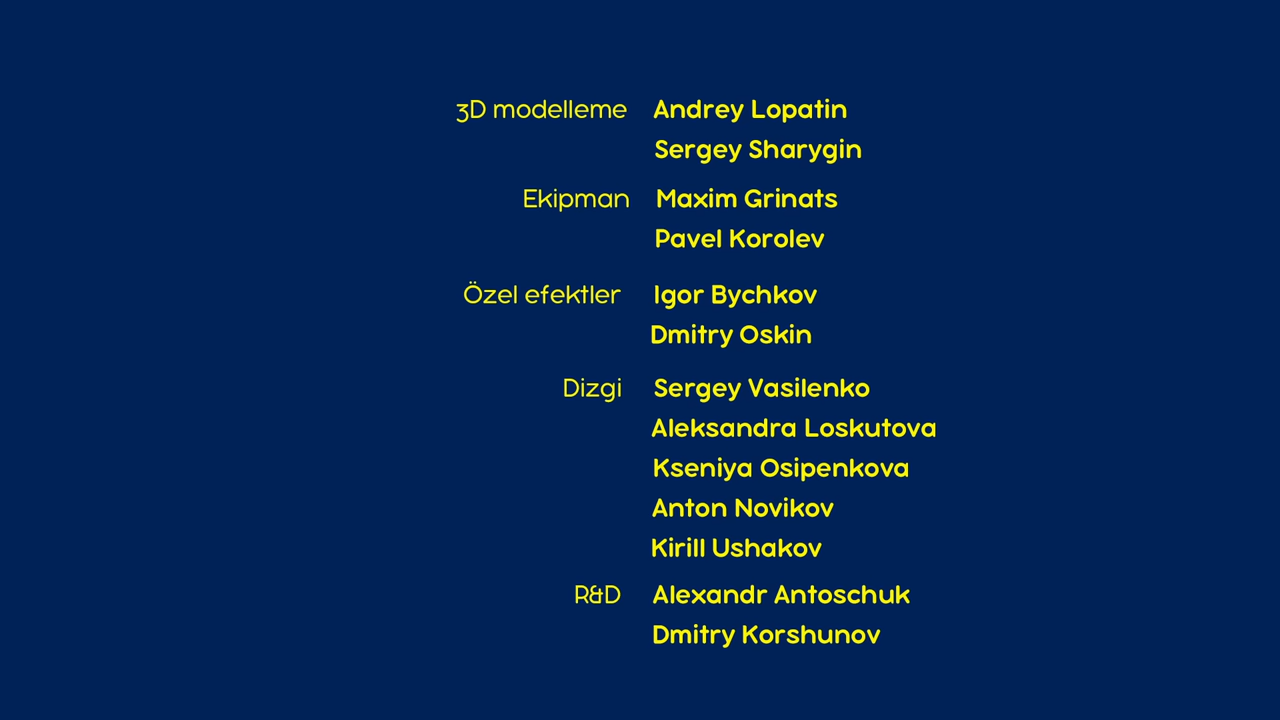 3D modelleme Andrey Lopatin
Sergey Sharygin
Ekipman Maxim Grinats
Pavel Korolev
Özel efektler Igor Bychkov
Dmitry Oskin
Dizgi Sergey Vasilenko
Aleksandra Loskutova
Kseniya Osipenkova
Anton Novikov
Kirill Ushakov
R&D Alexandr Antoschuk
Dmitry Korshunov